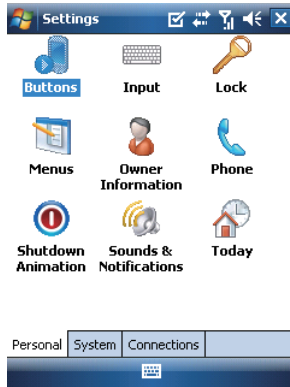 Settings
Buttons Input Lock
Menus Owner Information Phone
Shutdown Animation Sounds & Notifications Today
Personal System Connections